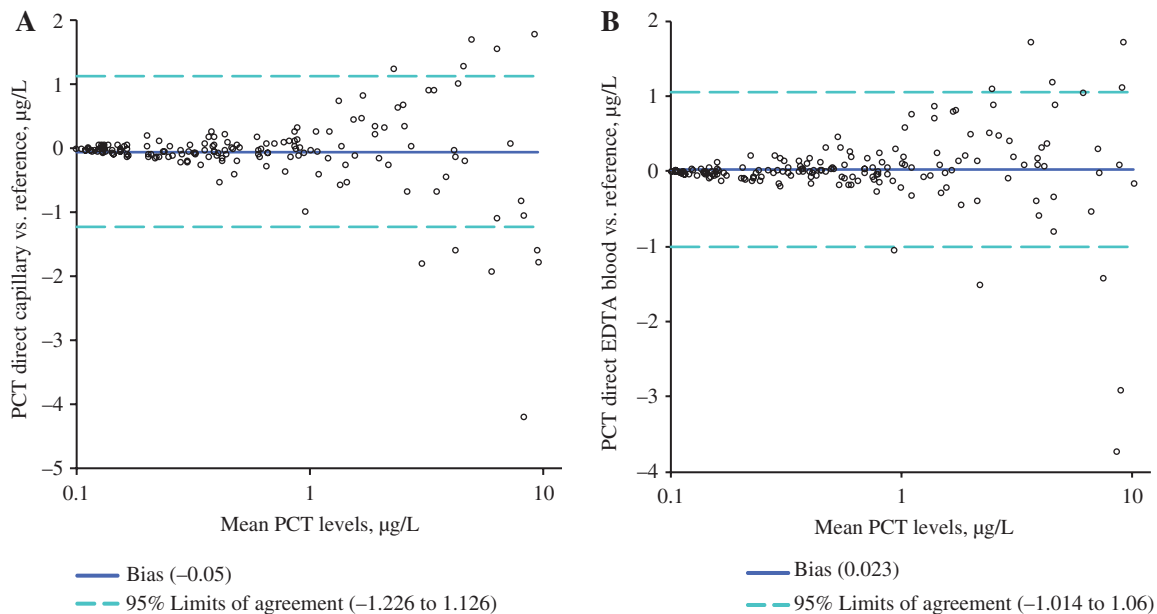 A
PCT direct capillary vs. reference, µg/L
2
1
0
–1
–2
–3
–4
–5
0.1
1
10
Mean PCT levels, µg/L
Bias (–0.05)
95% Limits of agreement (–1.226 to 1.126)
B
PCT direct EDTA blood vs. reference, µg/L
2
1
0
–1
–2
–3
–4
0.1
1
10
Mean PCT levels, µg/L
Bias (0.023)
95% Limits of agreement (–1.014 to 1.06)